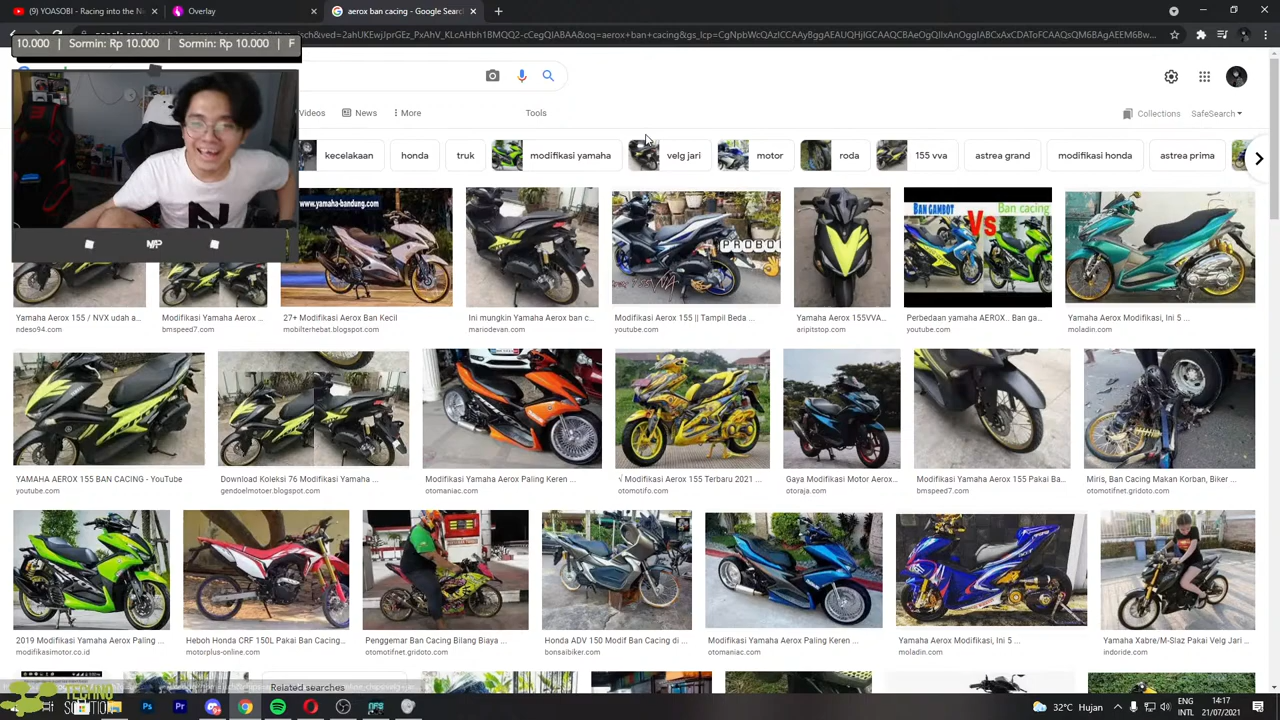 (9) YOASOBI - Racing into the Ni
Overlay
aerox ban cacing - Google Search
10.000 | Sormin: Rp 10.000 | Sormin: Rp 10.000 | F
Videos
News
More
Tools
Collections
SafeSearch
kecelakaan
honda
truk
modifikasi yamaha
velg jari
motor
roda
155 vva
astrea grand
modifikasi honda
astrea prima
www.yamaha-bandung.com
BAN GAMBOT
Vs
Ban cacing
Yamaha Aerox 155 / NVX udah a...
ndeso94.com
Modifikasi Yamaha Aerox ...
bmspeed7.com
27+ Modifikasi Aerox Ban Kecil
mobilterhebat.blogspot.com
Ini mungkin Yamaha Aerox ban c...
mariodevan.com
Modifikasi Aerox 155 || Tampil Beda ...
youtube.com
Yamaha Aerox 155VVA...
aripitstop.com
Perbedaan yamaha AEROX.. Ban ga...
youtube.com
Yamaha Aerox Modifikasi, Ini 5 ...
moladin.com
YAMAHA AEROX 155 BAN CACING - YouTube
youtube.com
Download Koleksi 76 Modifikasi Yamaha ...
gendoelmotoer.blogspot.com
Modifikasi Yamaha Aerox Paling Keren ...
otomaniac.com
√ Modifikasi Aerox 155 Terbaru 2021 ...
otomotifo.com
Gaya Modifikasi Motor Aerox...
otoraja.com
Modifikasi Yamaha Aerox 155 Pakai Ba...
bmspeed7.com
Miris, Ban Cacing Makan Korban, Biker ...
otomotifnet.gridoto.com
2019 Modifikasi Yamaha Aerox Paling ...
modifikasimotor.co.id
Heboh Honda CRF 150L Pakai Ban Cacing...
motorplus-online.com
Penggemar Ban Cacing Bilang Biaya ...
otomotifnet.gridoto.com
Honda ADV 150 Modif Ban Cacing di ...
bonsaibiker.com
Modifikasi Yamaha Aerox Paling Keren ...
otomaniac.com
Yamaha Aerox Modifikasi, Ini 5 ...
moladin.com
Yamaha Xabre/M-Slaz Pakai Velg Jari ...
indoride.com
Related searches
32°C Hujan
ENG
INTL
14:17
21/07/2021